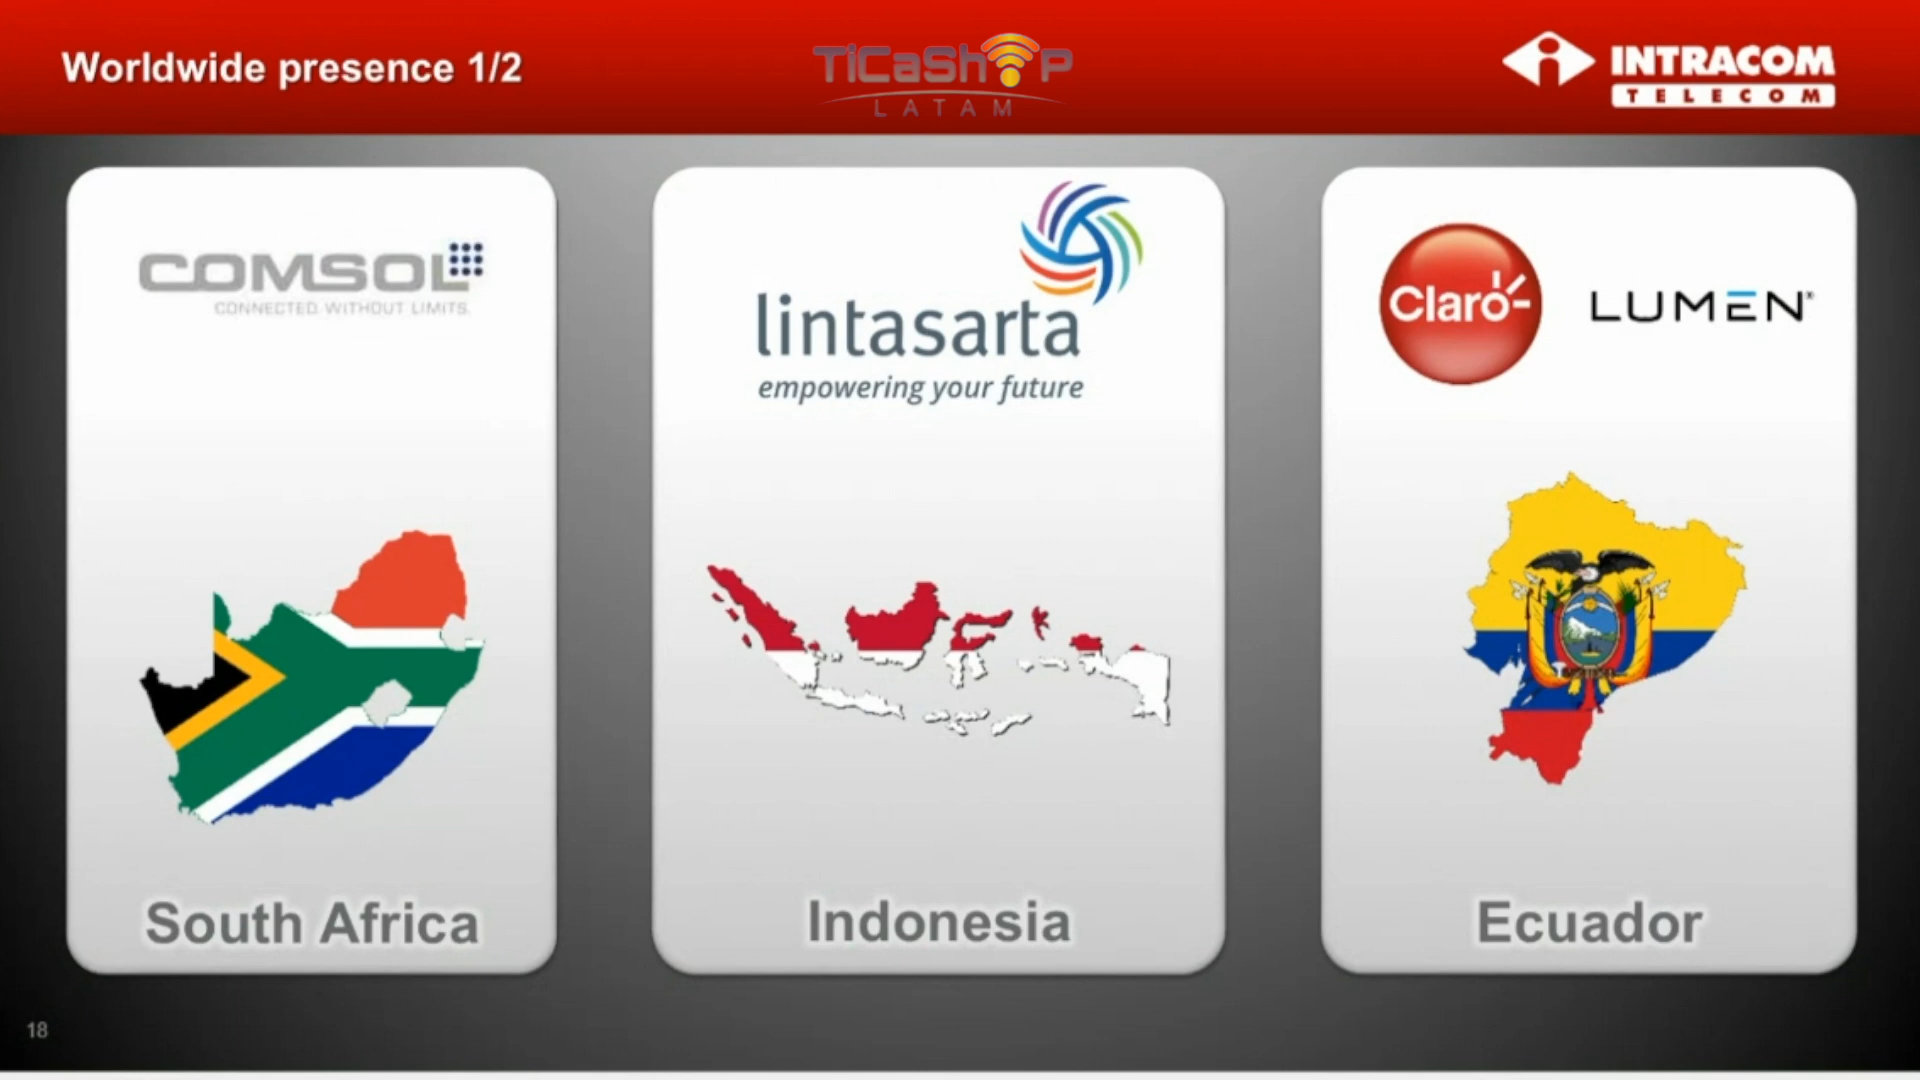 Worldwide presence 1/2
TiCaShop
LATAM
INTRACOM
TELECOM
COMSOL
CONNECTED. WITHOUT LIMITS.
lintasarta
empowering your future
Claro
LUMEN
South Africa
Indonesia
Ecuador
18